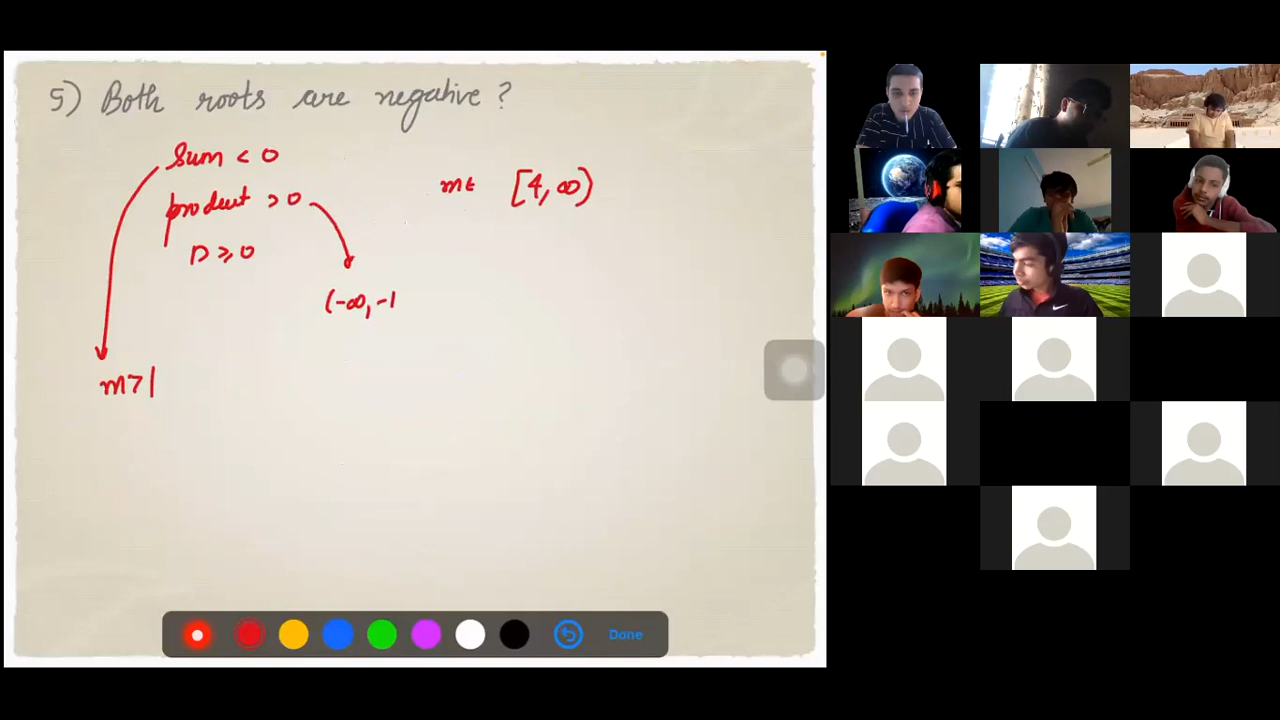 5) Both roots are negative ?
Sum < 0
product > 0
D ⩾ 0
m ∈ [4, ∞)
(-∞, -1
m > 1
Done